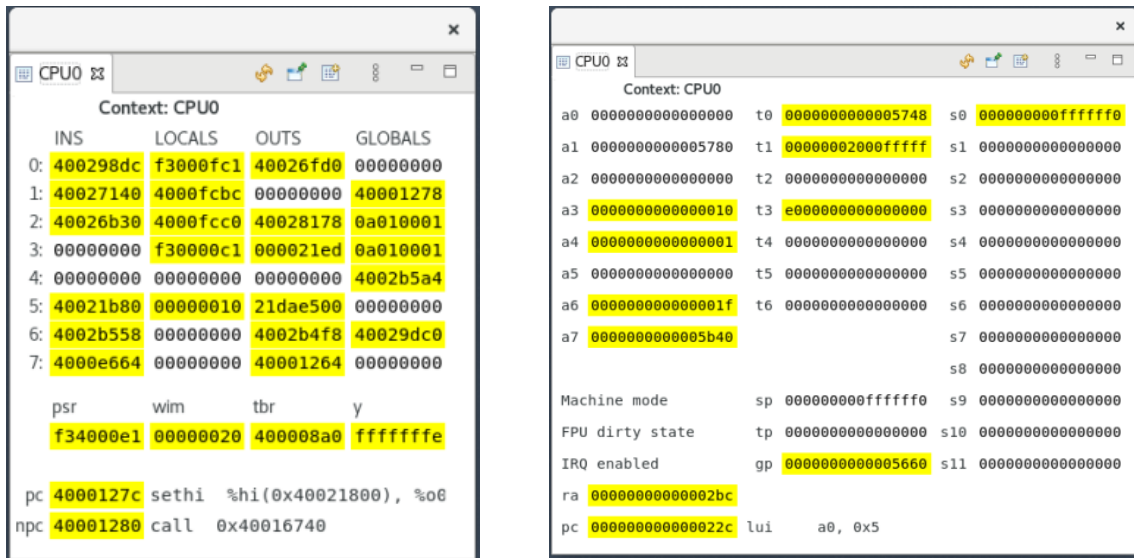 CPU0
Context: CPU0
INS LOCALS OUTS GLOBALS
0: 400298dc f3000fc1 40026fd0 00000000
1: 40027140 4000fcbc 00000000 40001278
2: 40026b30 4000fcc0 40028178 0a010001
3: 00000000 f30000c1 000021ed 0a010001
4: 00000000 00000000 00000000 4002b5a4
5: 40021b80 00000010 21dae500 00000000
6: 4002b558 00000000 4002b4f8 40029dc0
7: 4000e664 00000000 40001264 00000000
psr wim tbr y
f34000e1 00000020 400008a0 fffffffe
pc 4000127c sethi %hi(0x40021800), %o0
npc 40001280 call 0x40016740
CPU0
Context: CPU0
a0 0000000000000000 t0 0000000000005748 s0 000000000ffffff0
a1 0000000000005780 t1 00000002000fffff s1 0000000000000000
a2 0000000000000000 t2 0000000000000000 s2 0000000000000000
a3 0000000000000010 t3 e000000000000000 s3 0000000000000000
a4 0000000000000001 t4 0000000000000000 s4 0000000000000000
a5 0000000000000000 t5 0000000000000000 s5 0000000000000000
a6 000000000000001f t6 0000000000000000 s6 0000000000000000
a7 0000000000005b40 s7 0000000000000000
s8 0000000000000000
Machine mode sp 000000000ffffff0 s9 0000000000000000
FPU dirty state tp 0000000000000000 s10 0000000000000000
IRQ enabled gp 0000000000005660 s11 0000000000000000
ra 00000000000002bc
pc 000000000000022c lui a0, 0x5